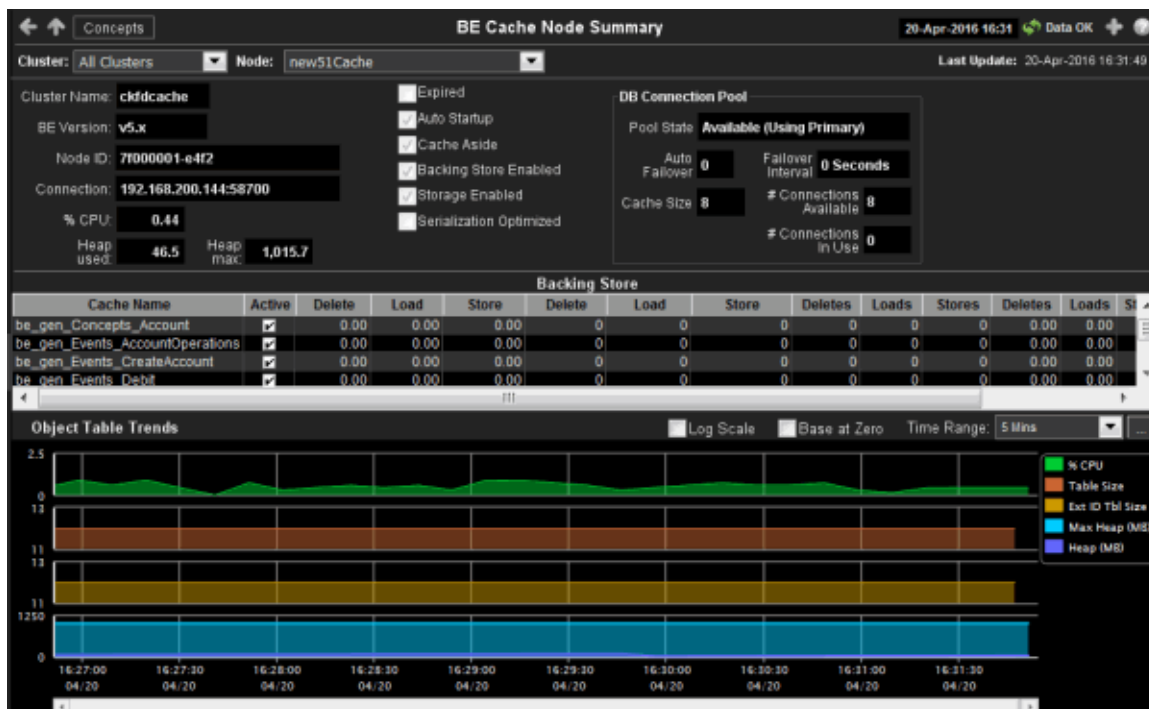 Concepts BE Cache Node Summary 20-Apr-2016 16:31 Data OK
Cluster: All Clusters Node: new51Cache Last Update: 20-Apr-2016 16:31:49
Cluster Name: ckfdcache Expired DB Connection Pool
BE Version: v5.x Auto Startup Pool State Available (Using Primary)
Node ID: 7f000001-e4f2 Cache Aside Auto Failover 0 Failover Interval 0 Seconds
Connection: 192.168.200.144:58700 Backing Store Enabled Cache Size 8 # Connections Available 8
% CPU: 0.44 Storage Enabled # Connections In Use 0
Heap used: 46.5 Heap max: 1,015.7 Serialization Optimized
Backing Store
Cache Name Active Delete Load Store Delete Load Store Deletes Loads Stores Deletes Loads St
be_gen_Concepts_Account 0.00 0.00 0.00 0 0 0 0 0 0 0.00 0.00
be_gen_Events_AccountOperations 0.00 0.00 0.00 0 0 0 0 0 0 0.00 0.00
be_gen_Events_CreateAccount 0.00 0.00 0.00 0 0 0 0 0 0 0.00 0.00
be_gen_Events_Debit 0.00 0.00 0.00 0 0 0 0 0 0 0.00 0.00
Object Table Trends Log Scale Base at Zero Time Range: 5 Mins ...
2.5
0
13
11
13
11
1250
0
% CPU
Table Size
Ext ID Tbl Size
Max Heap (MB)
Heap (MB)
16:27:00 16:27:30 16:28:00 16:28:30 16:29:00 16:29:30 16:30:00 16:30:30 16:31:00 16:31:30
04/20 04/20 04/20 04/20 04/20 04/20 04/20 04/20 04/20 04/20